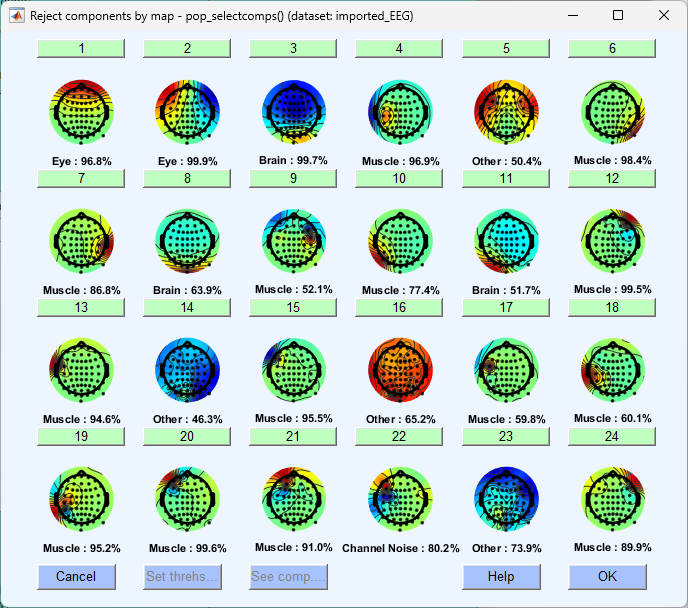 Reject components by map - pop_selectcomps() (dataset: imported_EEG)
1 2 3 4 5 6
Eye : 96.8% Eye : 99.9% Brain : 99.7% Muscle : 96.9% Other : 50.4% Muscle : 98.4%
7 8 9 10 11 12
Muscle : 86.8% Brain : 63.9% Muscle : 52.1% Muscle : 77.4% Brain : 51.7% Muscle : 99.5%
13 14 15 16 17 18
Muscle : 94.6% Other : 46.3% Muscle : 95.5% Other : 65.2% Muscle : 59.8% Muscle : 60.1%
19 20 21 22 23 24
Muscle : 95.2% Muscle : 99.6% Muscle : 91.0% Channel Noise : 80.2% Other : 73.9% Muscle : 89.9%
Cancel Set threhs... See comp.... Help OK